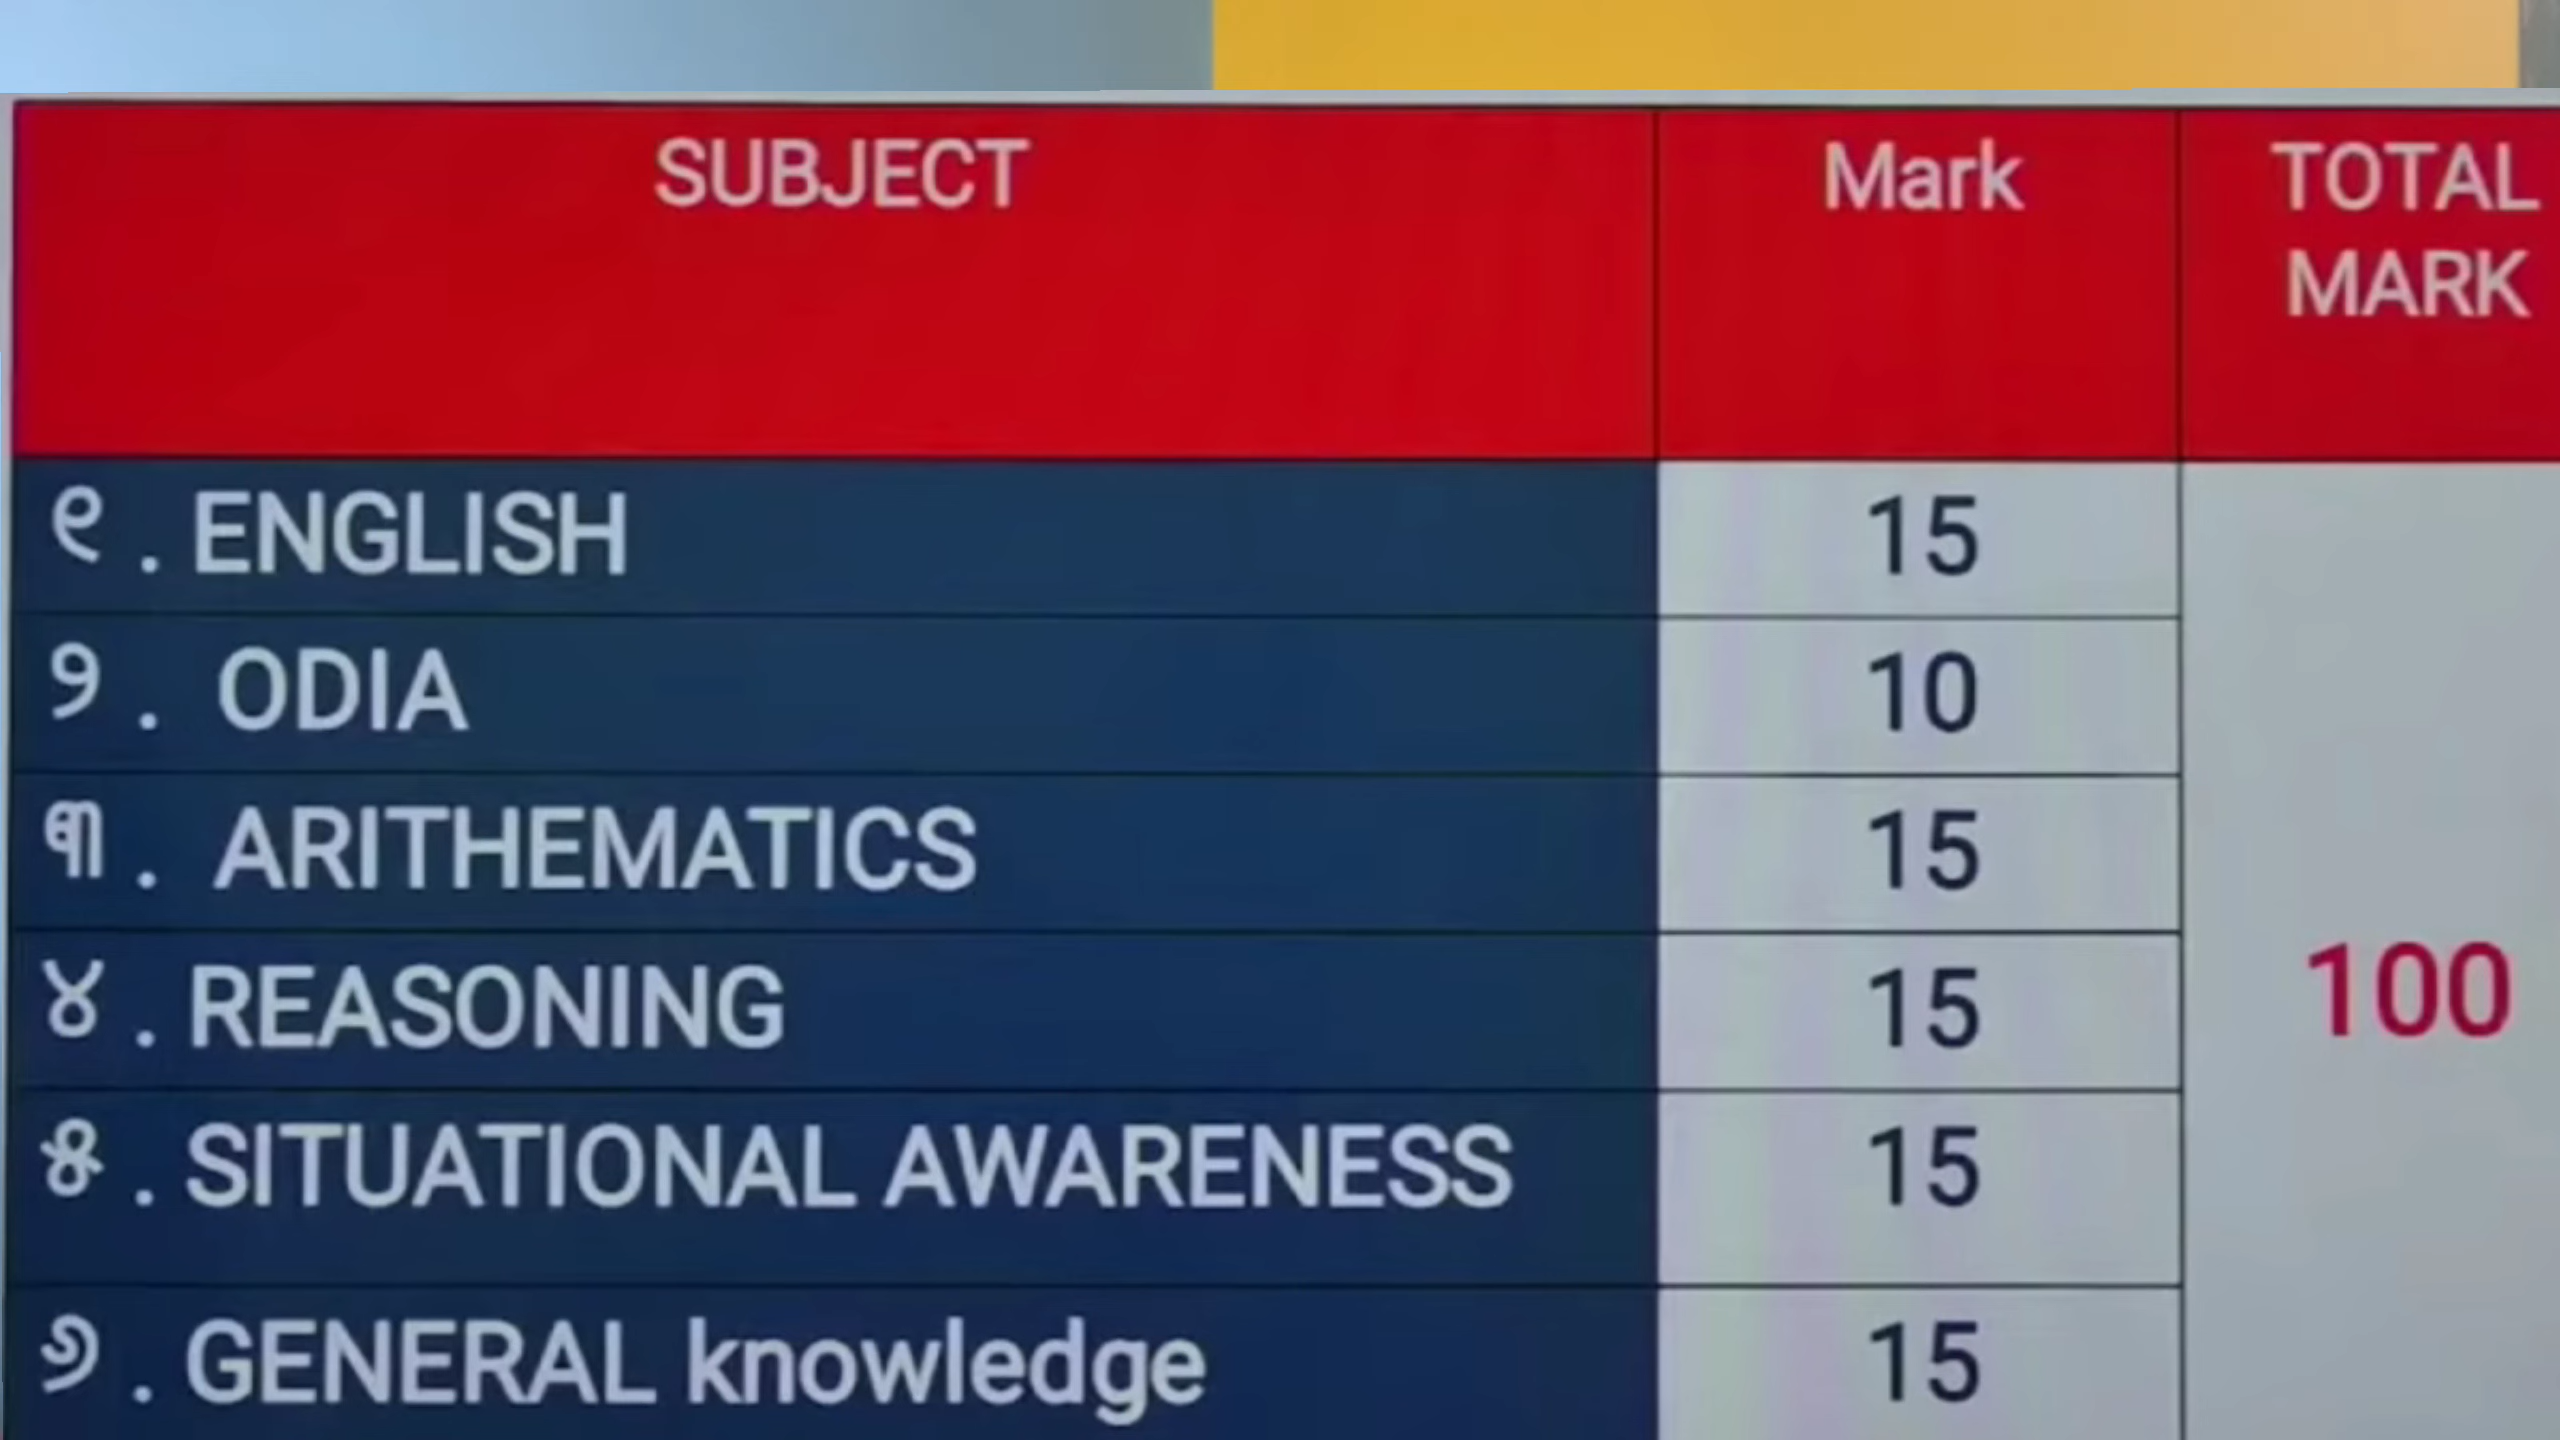 SUBJECT Mark TOTAL
MARK
୧ . ENGLISH 15
୨ . ODIA 10
୩ . ARITHEMATICS 15
୪ . REASONING 15 100
୫ . SITUATIONAL AWARENESS 15
୬ . GENERAL knowledge 15